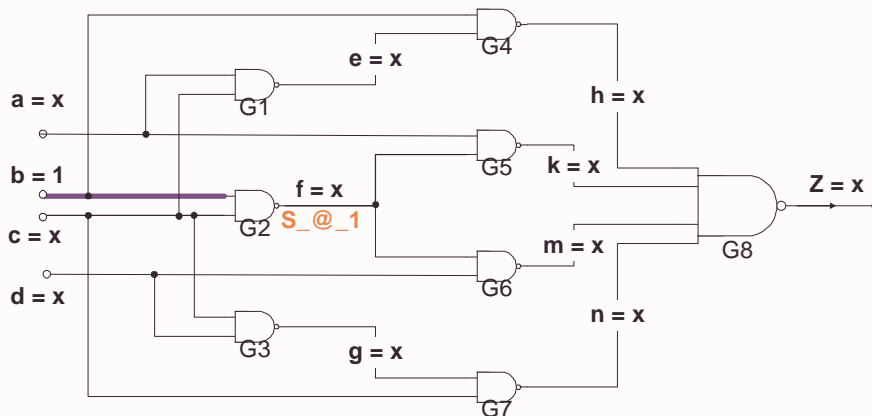 G4
e = x
G1
a = x
h = x
G5
k = x
b = 1
f = x
Z = x
G2
S_@_1
c = x
m = x
G8
G6
d = x
n = x
G3
g = x
G7